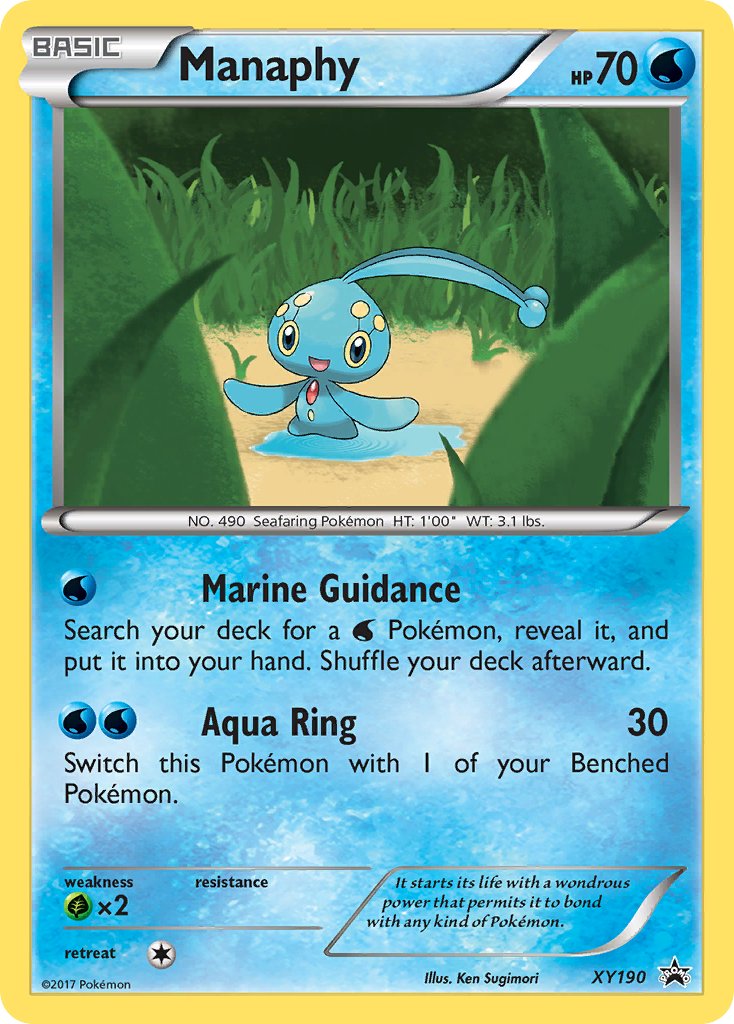 BASIC
Manaphy
HP 70
NO. 490 Seafaring Pokémon HT: 1'00" WT: 3.1 lbs.
Marine Guidance
Search your deck for a Pokémon, reveal it, and
put it into your hand. Shuffle your deck afterward.
Aqua Ring 30
Switch this Pokémon with 1 of your Benched
Pokémon.
weakness resistance
×2
retreat
It starts its life with a wondrous
power that permits it to bond
with any kind of Pokémon.
©2017 Pokémon
Illus. Ken Sugimori
XY190
PROMO